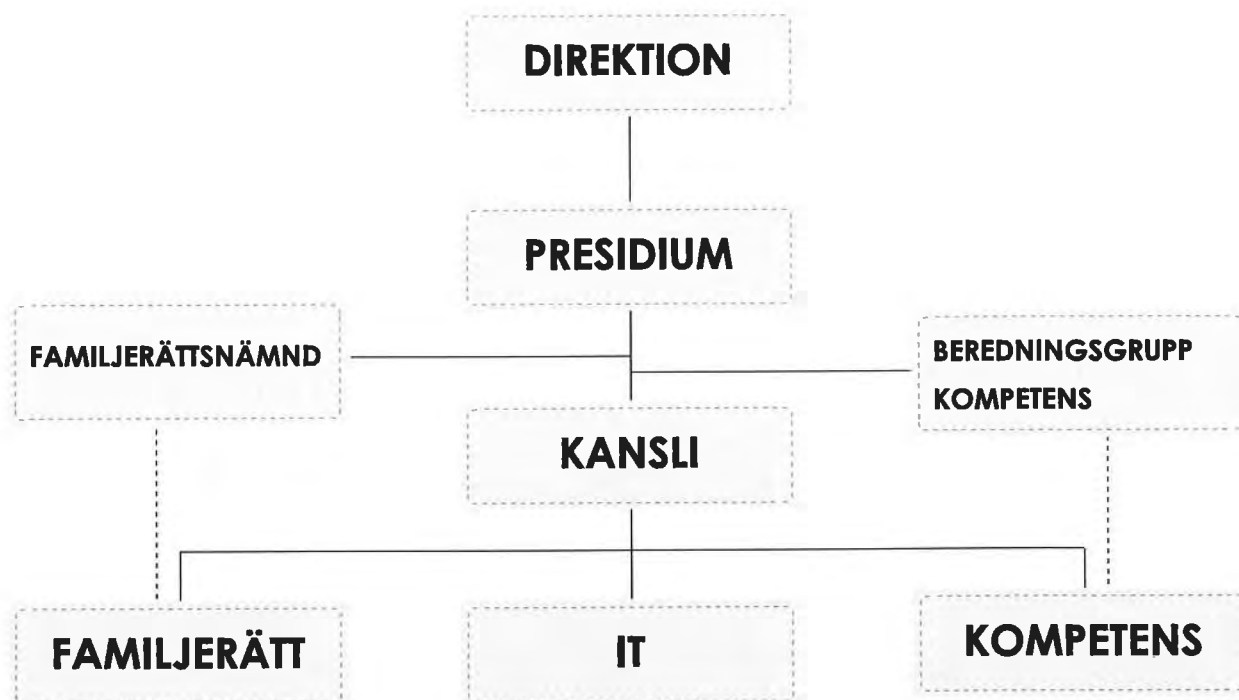 DIREKTION
PRESIDIUM
FAMILJERÄTTSNÄMND
BEREDNINGSGRUPP
KOMPETENS
KANSLI
FAMILJERÄTT
IT
KOMPETENS